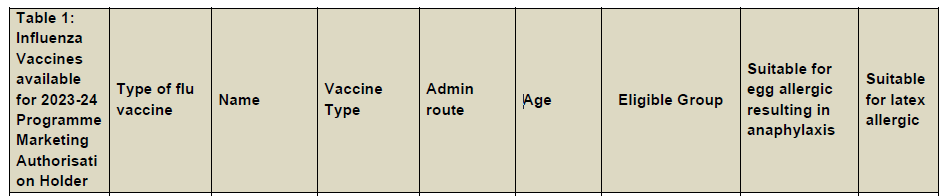 Table 1:
Influenza
Vaccines
available
for 2023-24
Programme
Marketing
Authorisati
on Holder
Type of flu
vaccine
Name
Vaccine
Type
Admin
route
Age
Eligible Group
Suitable for
egg allergic
resulting in
anaphylaxis
Suitable
for latex
allergic